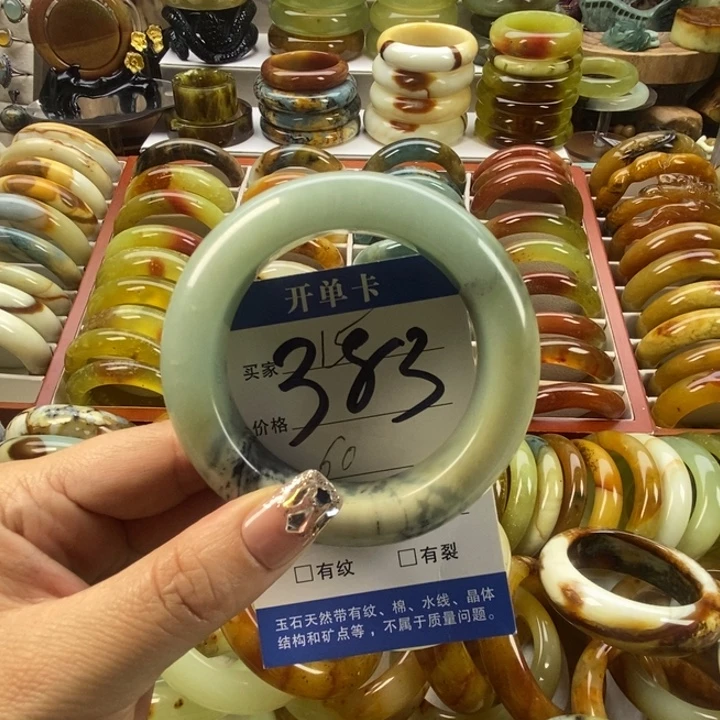 开单卡
买家
383
价格
60
□有纹 □有裂
玉石天然带有纹、棉、水线、晶体
结构和矿点等，不属于质量问题。